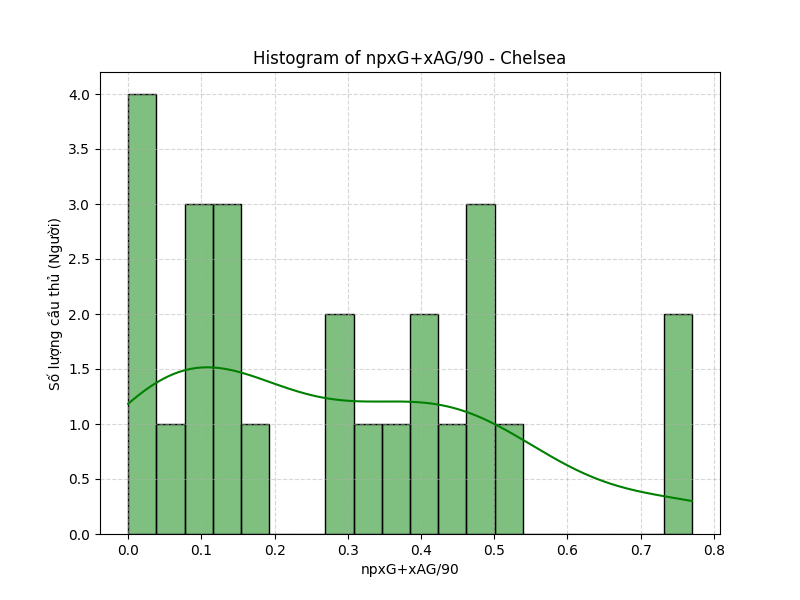 Histogram of npxG+xAG/90 - Chelsea
Số lượng cầu thủ (Người)
4.0
3.5
3.0
2.5
2.0
1.5
1.0
0.5
0.0
0.0 0.1 0.2 0.3 0.4 0.5 0.6 0.7 0.8
npxG+xAG/90